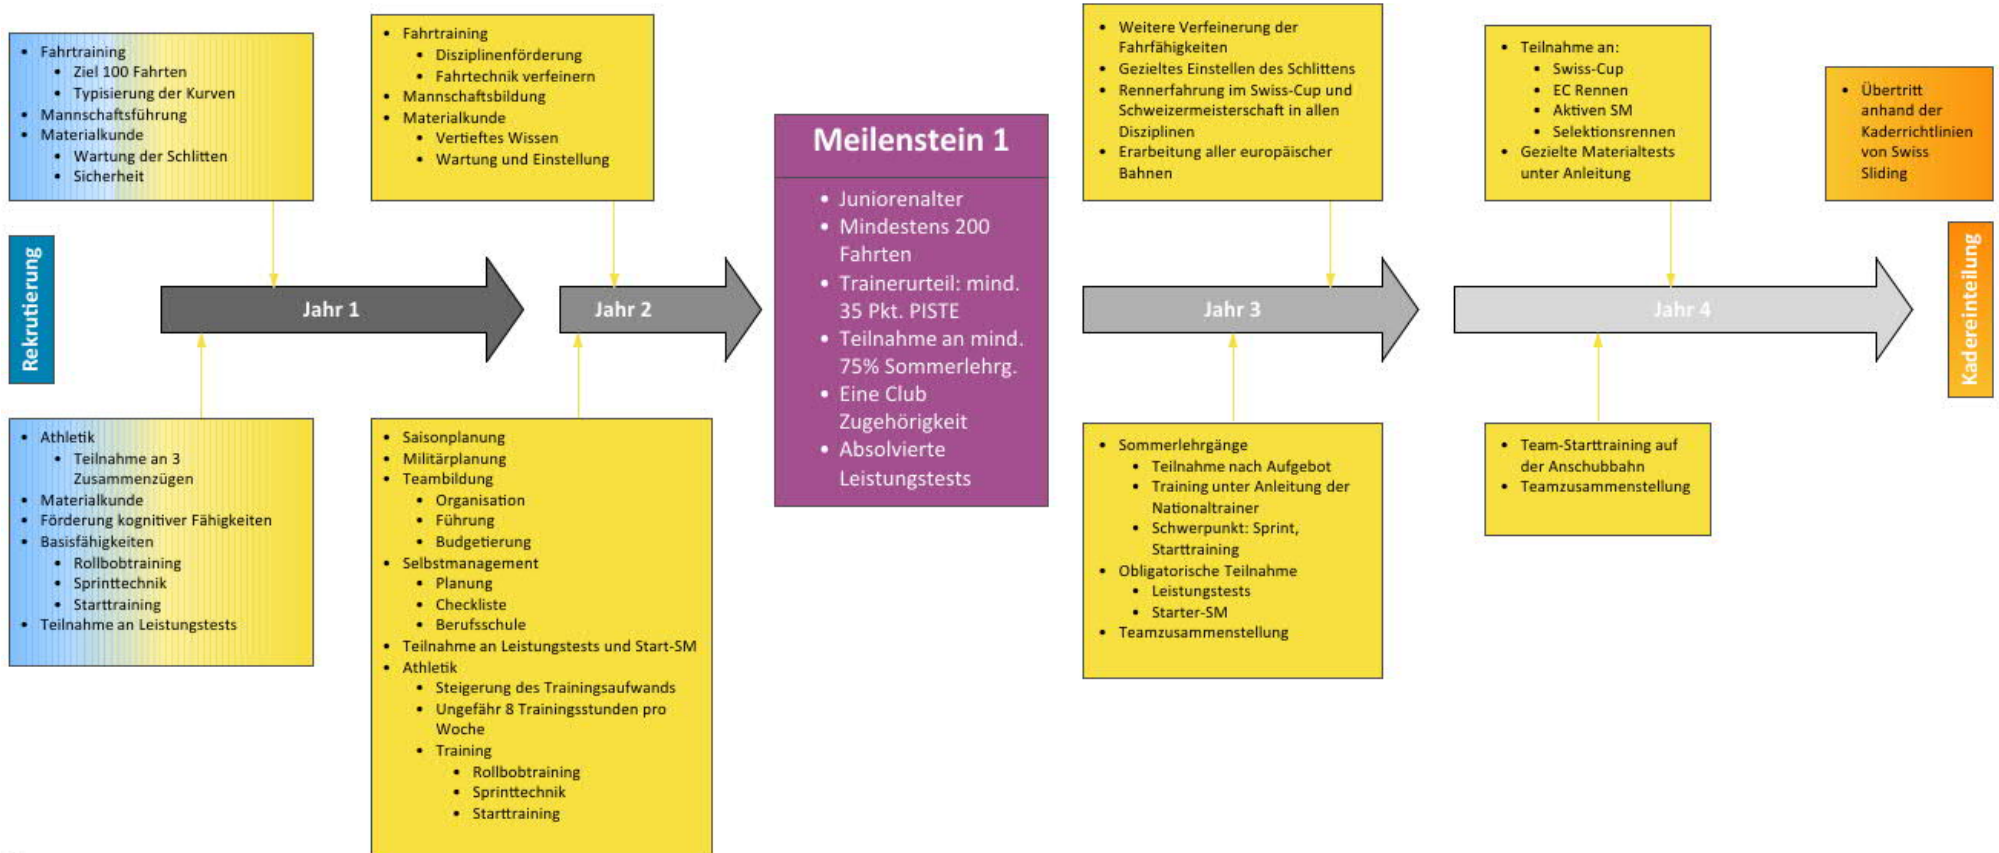 Fahrtraining
Ziel 100 Fahrten
Typisierung der Kurven
Mannschaftsführung
Materialkunde
Wartung der Schlitten
Sicherheit
Fahrtraining
Disziplinenförderung
Fahrtechnik verfeinern
Mannschaftsbildung
Materialkunde
Vertieftes Wissen
Wartung und Einstellung
Meilenstein 1
Juniorenalter
Mindestens 200
Fahrten
Trainerurteil: mind.
35 Pkt. PISTE
Teilnahme an mind.
75% Sommerlehrg.
Eine Club
Zugehörigkeit
Absolvierte
Leistungstests
Weitere Verfeinerung der
Fahrfähigkeiten
Gezieltes Einstellen des Schlittens
Rennerfahrung im Swiss-Cup und
Schweizermeisterschaft in allen
Disziplinen
Erarbeitung aller europäischer
Bahnen
Teilnahme an:
Swiss-Cup
EC Rennen
Aktiven SM
Selektionsrennen
Gezielte Materialtests
unter Anleitung
Übertritt
anhand der
Kaderrichtlinien
von Swiss
Sliding
Rekrutierung
Jahr 1
Jahr 2
Jahr 3
Jahr 4
Kadereinteilung
Athletik
Teilnahme an 3
Zusammenzügen
Materialkunde
Förderung kognitiver Fähigkeiten
Basisfähigkeiten
Rollbobtraining
Sprinttechnik
Starttraining
Teilnahme an Leistungstests
Saisonplanung
Militärplanung
Teambildung
Organisation
Führung
Budgetierung
Selbstmanagement
Planung
Checkliste
Berufsschule
Teilnahme an Leistungstests und Start-SM
Athletik
Steigerung des Trainingsaufwands
Ungefähr 8 Trainingsstunden pro
Woche
Training
Rollbobtraining
Sprinttechnik
Starttraining
Sommerlehrgänge
Teilnahme nach Aufgebot
Training unter Anleitung der
Nationaltrainer
Schwerpunkt: Sprint,
Starttraining
Obligatorische Teilnahme
Leistungstests
Starter-SM
Teamzusammenstellung
Team-Starttraining auf
der Anschubbahn
Teamzusammenstellung